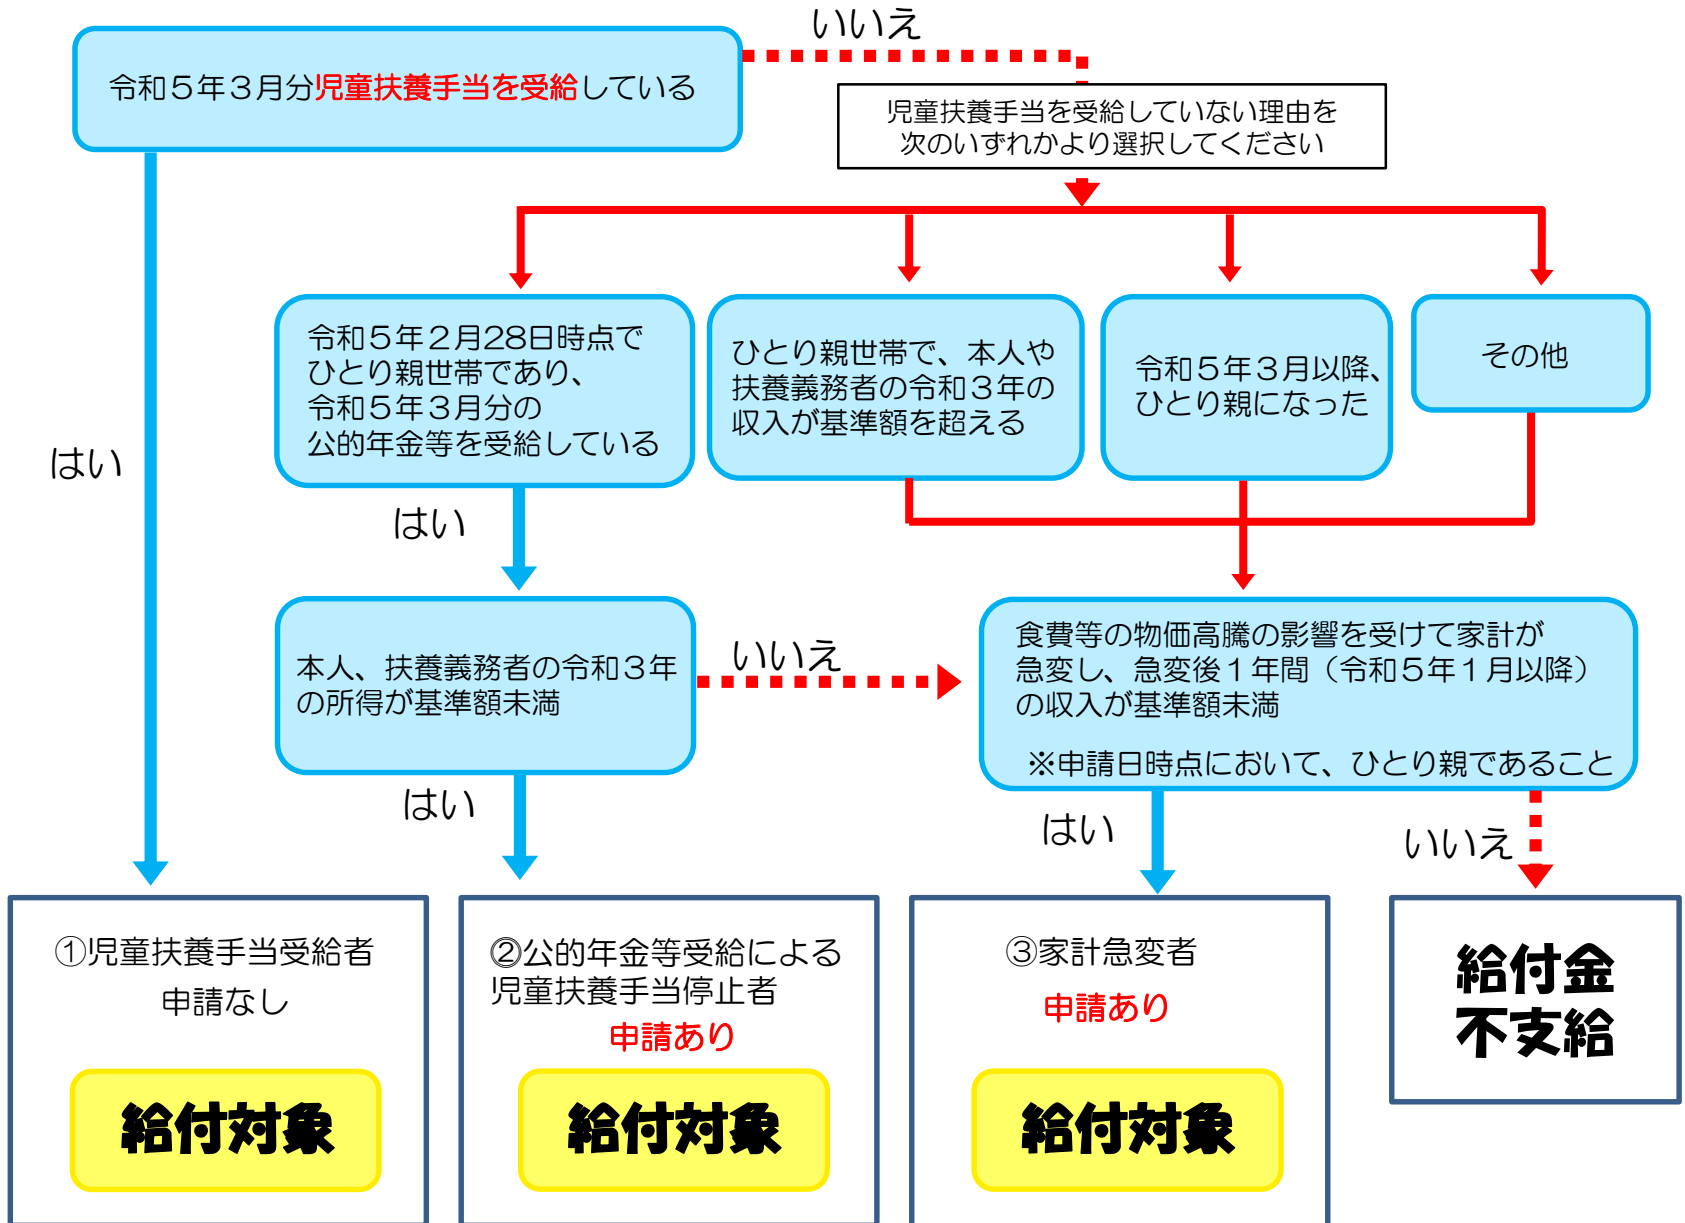 いいえ
令和５年３月分児童扶養手当を受給している
児童扶養手当を受給していない理由を
次のいずれかより選択してください
令和５年２月28日時点で
ひとり親世帯であり、
令和５年３月分の
公的年金等を受給している
ひとり親世帯で、本人や
扶養義務者の令和３年の
収入が基準額を超える
令和５年３月以降、
ひとり親になった
その他
はい
はい
本人、扶養義務者の令和３年
の所得が基準額未満
いいえ
食費等の物価高騰の影響を受けて家計が
急変し、急変後１年間（令和５年１月以降）
の収入が基準額未満
※申請日時点において、ひとり親であること
はい
はい
いいえ
①児童扶養手当受給者
申請なし
給付対象
②公的年金等受給による
児童扶養手当停止者
申請あり
給付対象
③家計急変者
申請あり
給付対象
給付金
不支給